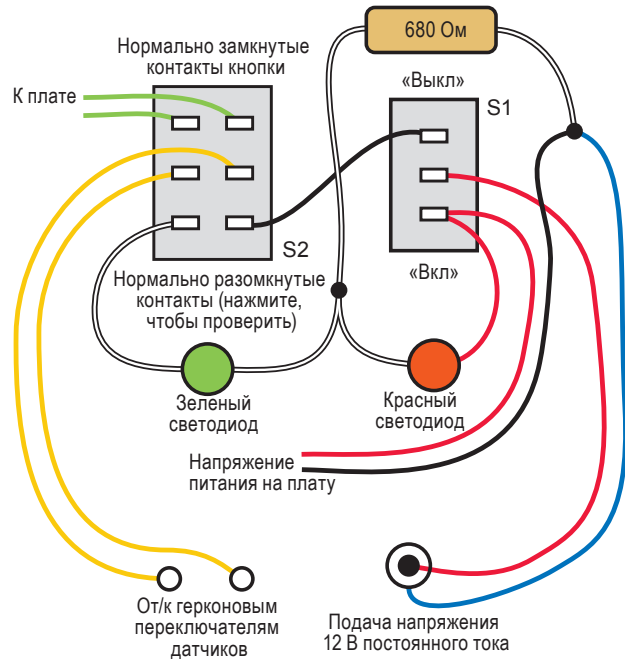 680 Ом
Нормально замкнутые
контакты кнопки
К плате
«Выкл»
S1
S2
«Вкл»
Нормально разомкнутые
контакты (нажмите,
чтобы проверить)
Зеленый
светодиод
Красный
светодиод
Напряжение
питания на плату
От/к герконовым
переключателям
датчиков
Подача напряжения
12 В постоянного тока